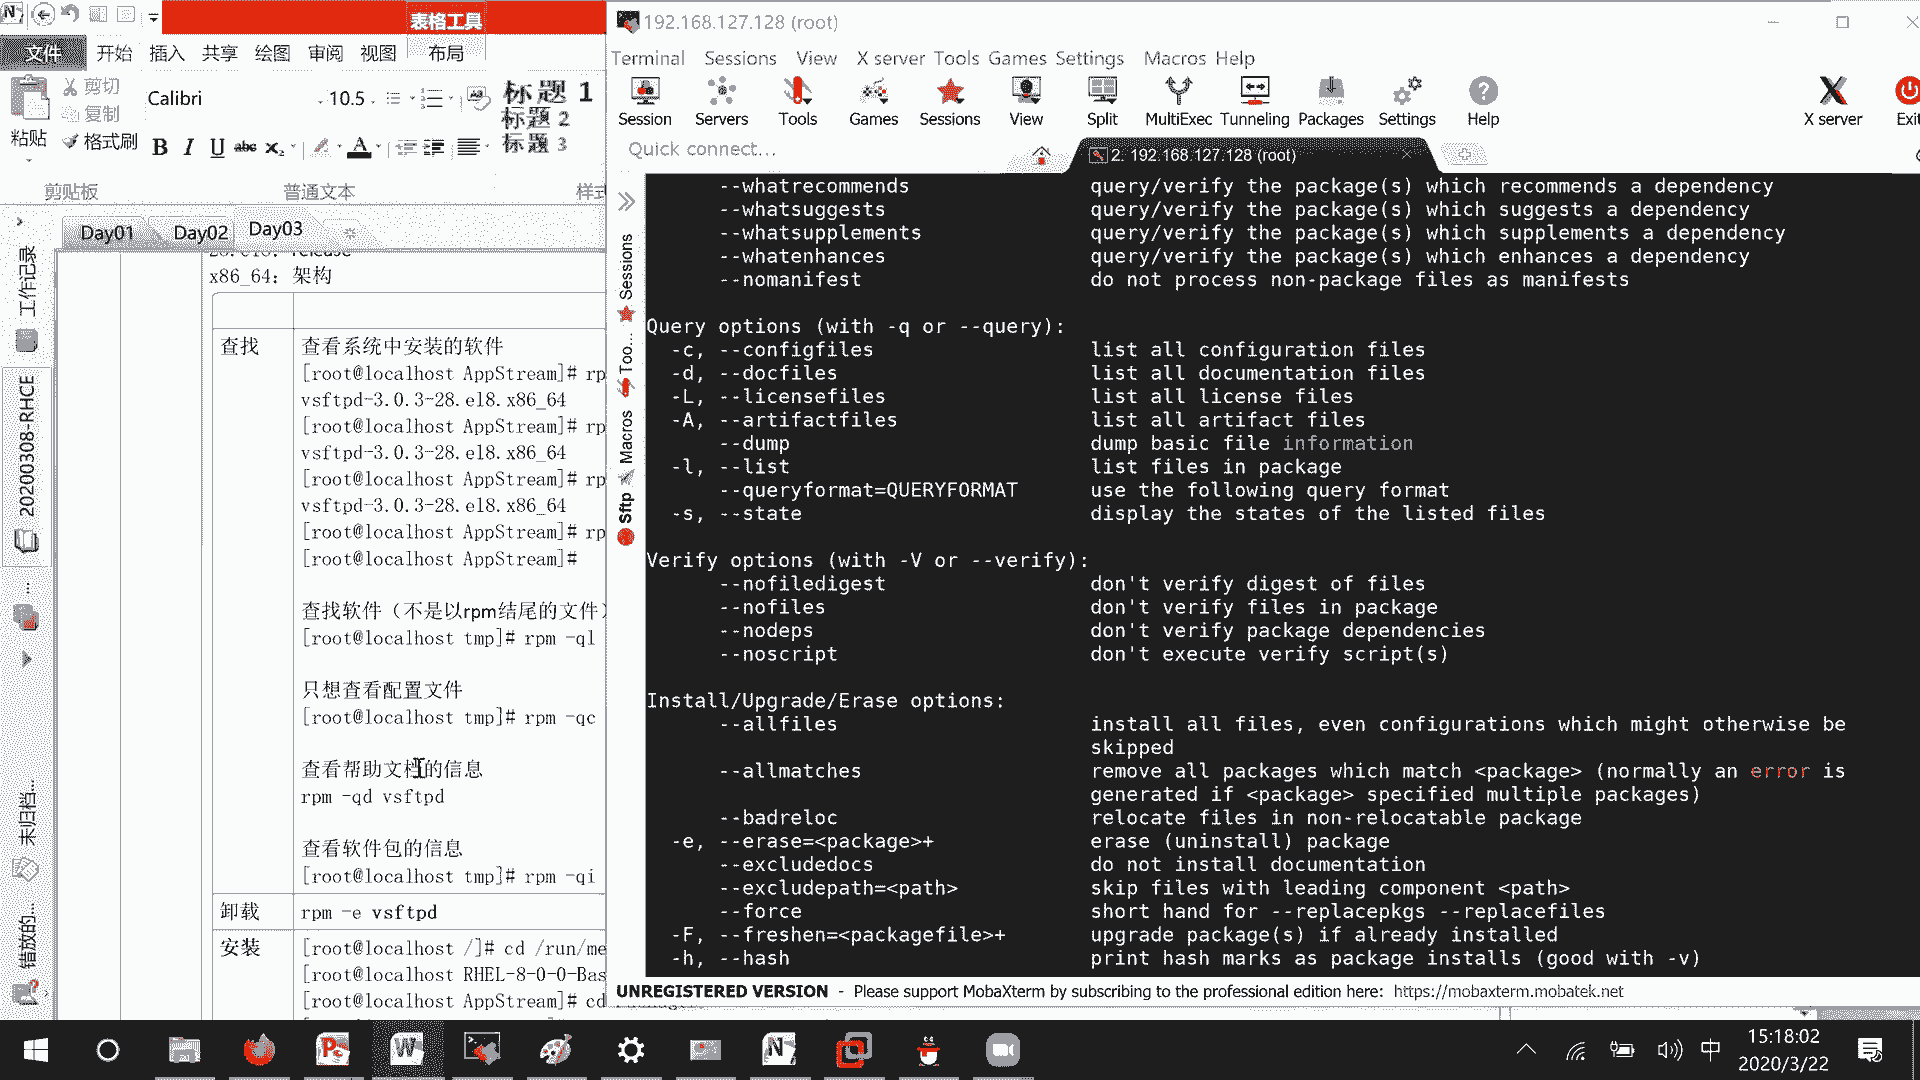 表格工具
文件 开始 插入 共享 绘图 审阅 视图 布局
剪切
复制
格式刷
粘贴
Calibri 10.5
B I U abc X₂ A
标题 1
标题 2
标题 3
剪贴板 普通文本 样式
Day01 Day02 Day03
工作记录
20200308-RHCE
...
未归档...
错放的...
x86_64: 架构
查找
查看系统中安装的软件
[root@localhost AppStream]# rp
vsftpd-3.0.3-28.el8.x86_64
[root@localhost AppStream]# rp
vsftpd-3.0.3-28.el8.x86_64
[root@localhost AppStream]# rp
vsftpd-3.0.3-28.el8.x86_64
[root@localhost AppStream]# rp
[root@localhost AppStream]#
查找软件（不是以rpm结尾的文件）
[root@localhost tmp]# rpm -ql
只想查看配置文件
[root@localhost tmp]# rpm -qc
查看帮助文档的信息
rpm -qd vsftpd
查看软件包的信息
[root@localhost tmp]# rpm -qi
卸载 rpm -e vsftpd
安装 [root@localhost /]# cd /run/me
[root@localhost RHEL-8-0-0-Bas
[root@localhost AppStream]# cd
192.168.127.128 (root)
Terminal Sessions View X server Tools Games Settings Macros Help
Session Servers Tools Games Sessions View Split MultiExec Tunneling Packages Settings Help X server Exit
Quick connect...
2. 192.168.127.128 (root)
Sessions
Too...
Macros
Sftp
--whatrecommends query/verify the package(s) which recommends a dependency
--whatsuggests query/verify the package(s) which suggests a dependency
--whatsupplements query/verify the package(s) which supplements a dependency
--whatenhances query/verify the package(s) which enhances a dependency
--nomanifest do not process non-package files as manifests
Query options (with -q or --query):
-c, --configfiles list all configuration files
-d, --docfiles list all documentation files
-L, --licensefiles list all license files
-A, --artifactfiles list all artifact files
--dump dump basic file information
-l, --list list files in package
--queryformat=QUERYFORMAT use the following query format
-s, --state display the states of the listed files
Verify options (with -V or --verify):
--nofiledigest don't verify digest of files
--nofiles don't verify files in package
--nodeps don't verify package dependencies
--noscript don't execute verify script(s)
Install/Upgrade/Erase options:
--allfiles install all files, even configurations which might otherwise be
skipped
--allmatches remove all packages which match <package> (normally an error is
generated if <package> specified multiple packages)
--badreloc relocate files in non-relocatable package
-e, --erase=<package>+ erase (uninstall) package
--excludedocs do not install documentation
--excludepath=<path> skip files with leading component <path>
--force short hand for --replacepkgs --replacefiles
-F, --freshen=<packagefile>+ upgrade package(s) if already installed
-h, --hash print hash marks as package installs (good with -v)
UNREGISTERED VERSION - Please support MobaXterm by subscribing to the professional edition here: https://mobaxterm.mobatek.net
中
15:18:02
2020/3/22